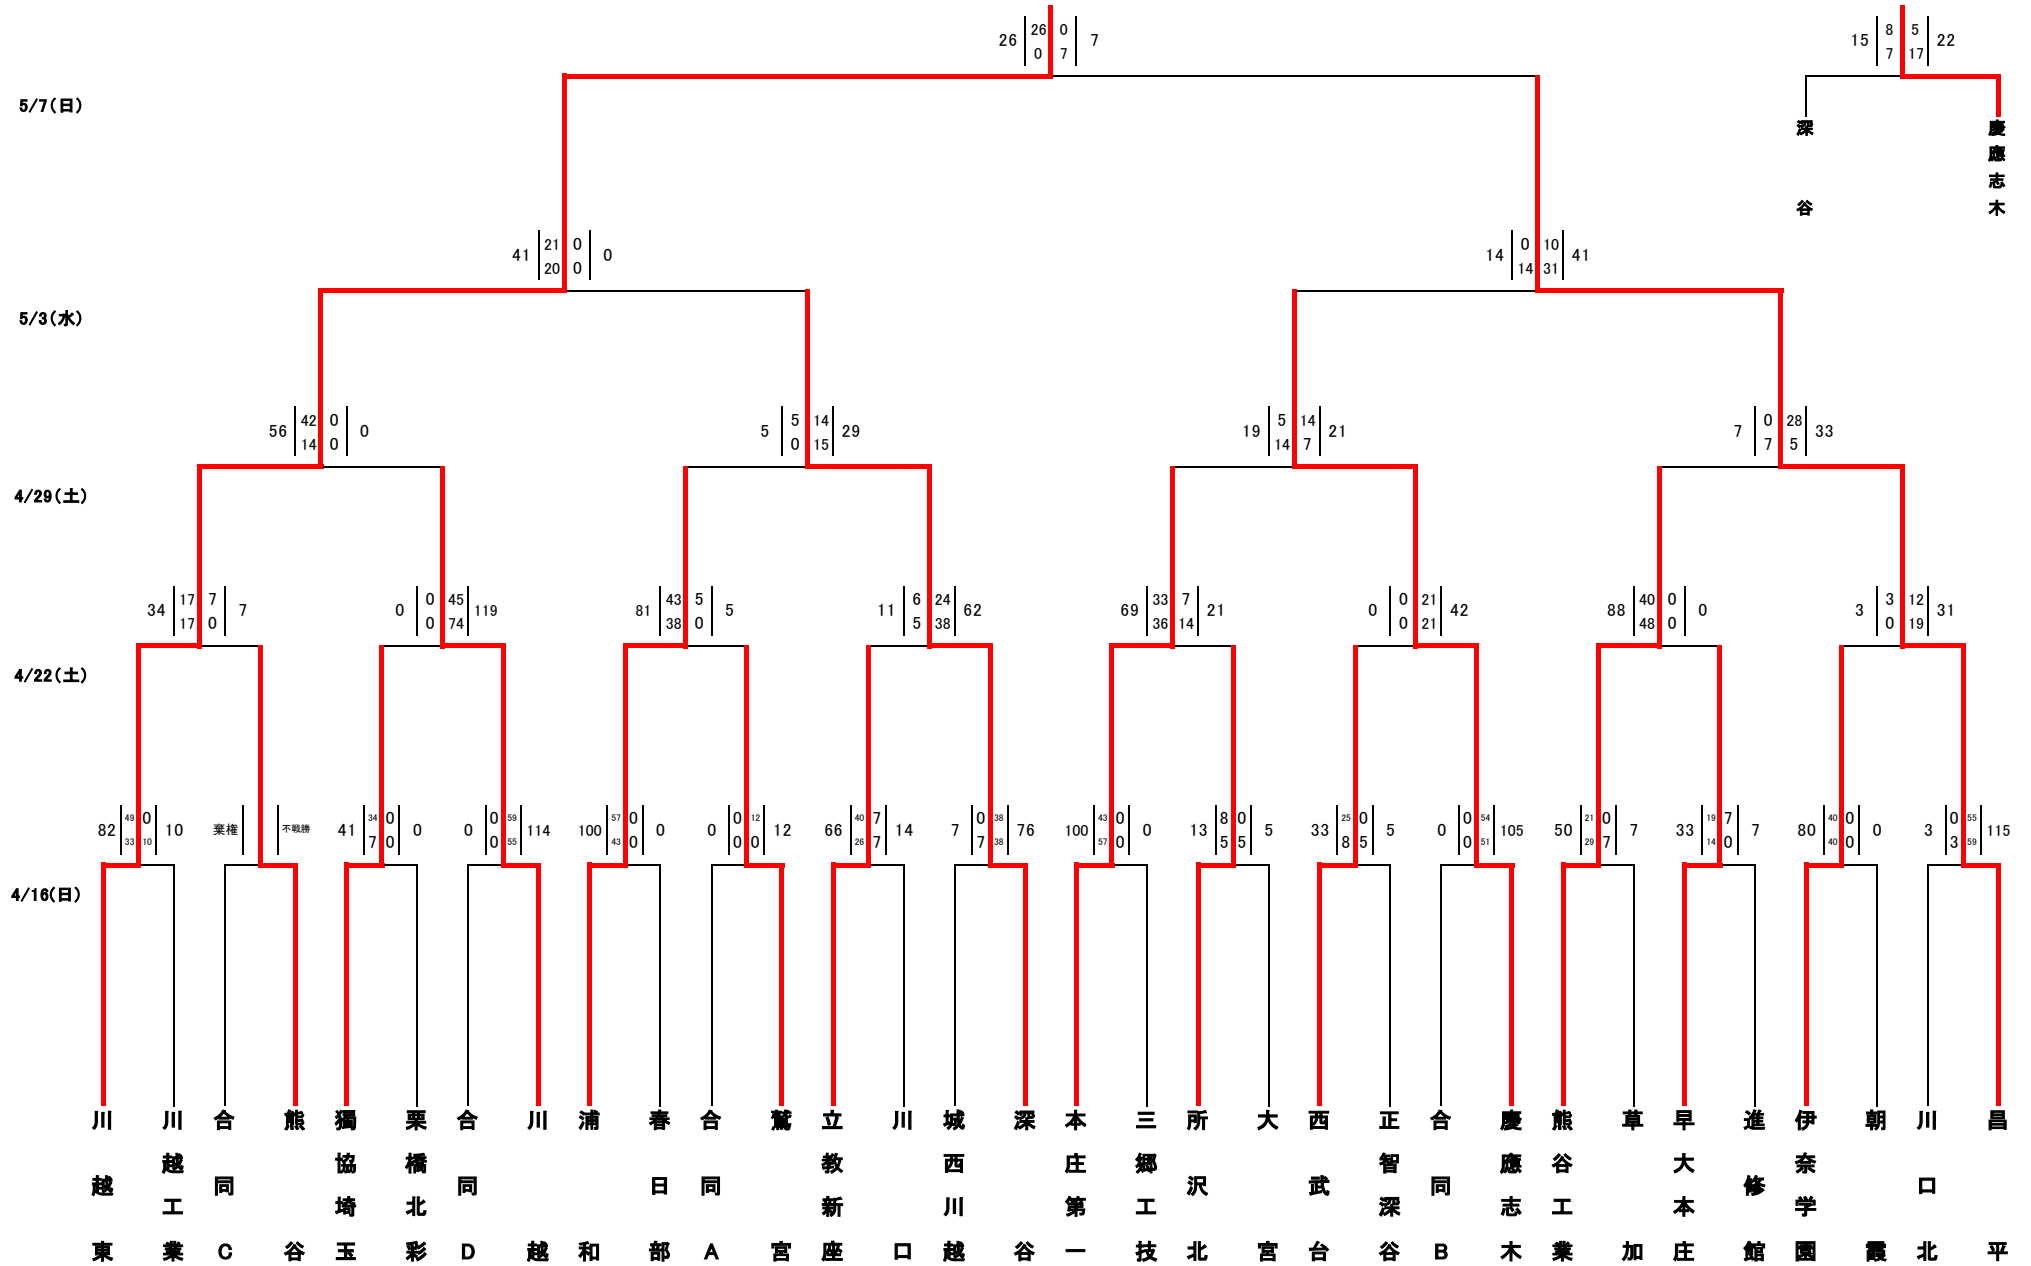 26 26 0 7
0 7
15 8 5 22
7 17
5/7(日)
深谷
慶應志木
41 21 0 0
20 0
14 0 10 41
14 31
5/3(水)
56 42 0 0
14 0
5 5 14 29
0 15
19 5 14 21
14 7
7 0 28 33
7 5
4/29(土)
34 17 7 7
17 0
0 0 45 119
0 74
81 43 5 5
38 0
11 6 24 62
5 38
69 33 7 21
36 14
0 0 21 42
0 21
88 40 0 0
48 0
3 3 12 31
0 19
4/22(土)
82 49 0 10
33 10
棄権 不戦勝
41 34 0 0
7 0
0 0 59 114
0 55
100 57 0 0
43 0
0 0 12 12
0 0
66 40 7 14
26 7
7 0 38 76
7 38
100 43 0 0
57 0
13 8 0 5
5 5
33 25 0 5
8 5
0 0 54 105
0 51
50 21 0 7
29 7
33 19 7 7
14 0
80 40 0 0
40 0
3 0 55 115
3 59
4/16(日)
川越東
川越工業
合同C
熊谷
獨協埼玉
栗橋北彩
合同D
川越
浦和
春日部
合同A
鷲宮
立教新座
川口
城西川越
深谷
本庄第一
三郷工技
所沢北
大宮
西武台
正智深谷
合同B
慶應志木
熊谷工業
草加
早大本庄
進修館
伊奈学園
朝霞
川口北
昌平